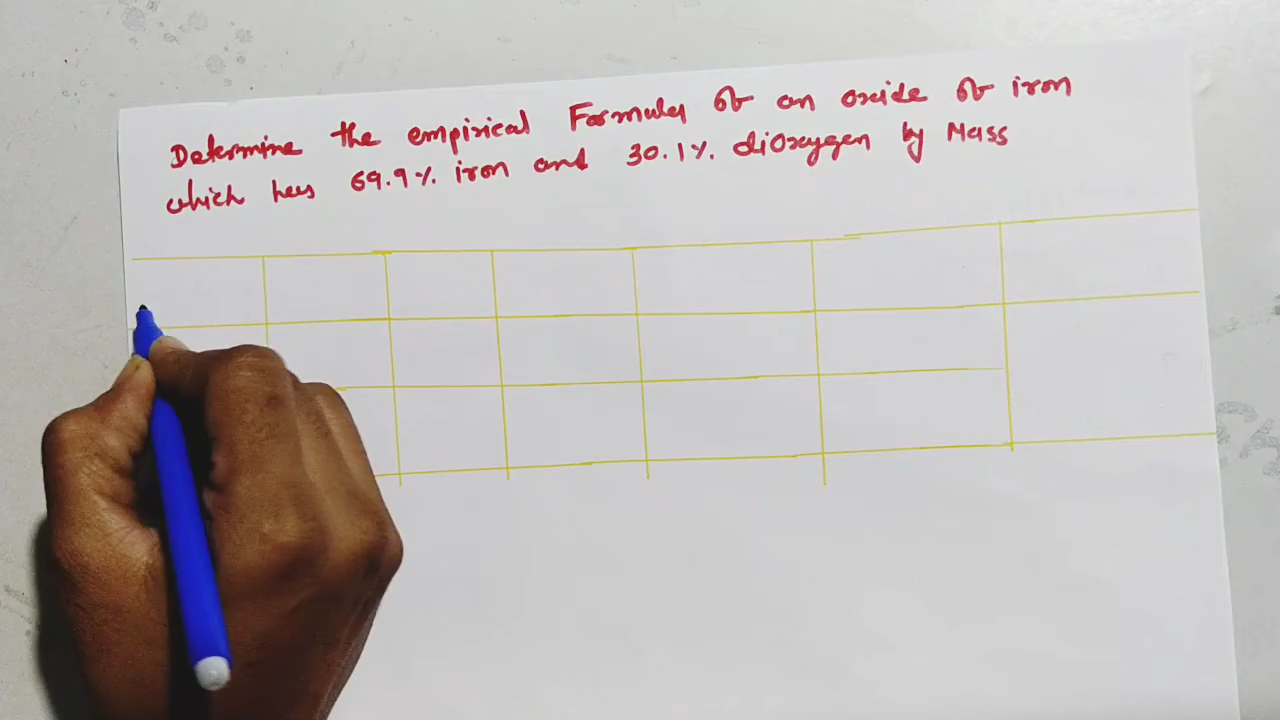 Determine the empirical Formula of an oxide of iron
which has 69.9% iron and 30.1% dioxygen by Mass